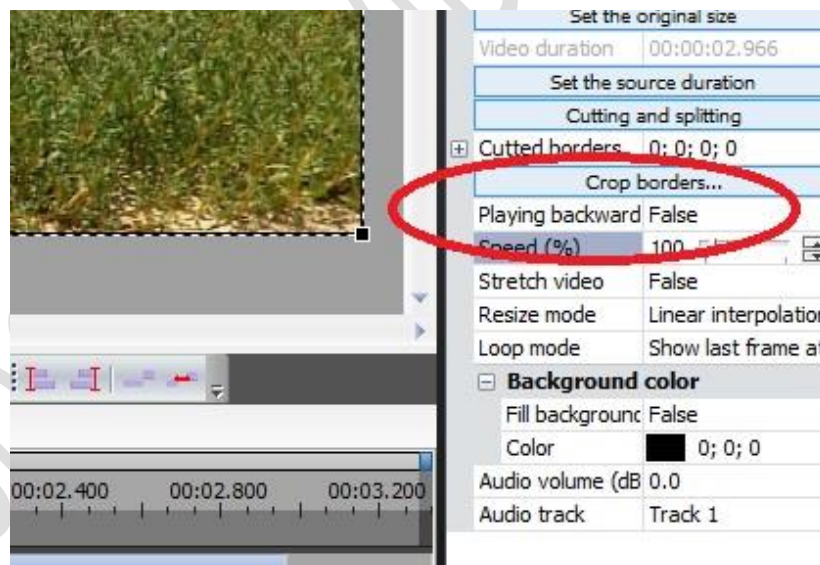 Set the original size
Video duration 00:00:02.966
Set the source duration
Cutting and splitting
Cutted borders 0; 0; 0; 0
Crop borders...
Playing backward False
Speed (%) 100
Stretch video False
Resize mode Linear interpolation
Loop mode Show last frame at
Background color
Fill backgrounc False
Color 0; 0; 0
Audio volume (dB 0.0
Audio track Track 1
00:02.400 00:02.800 00:03.200